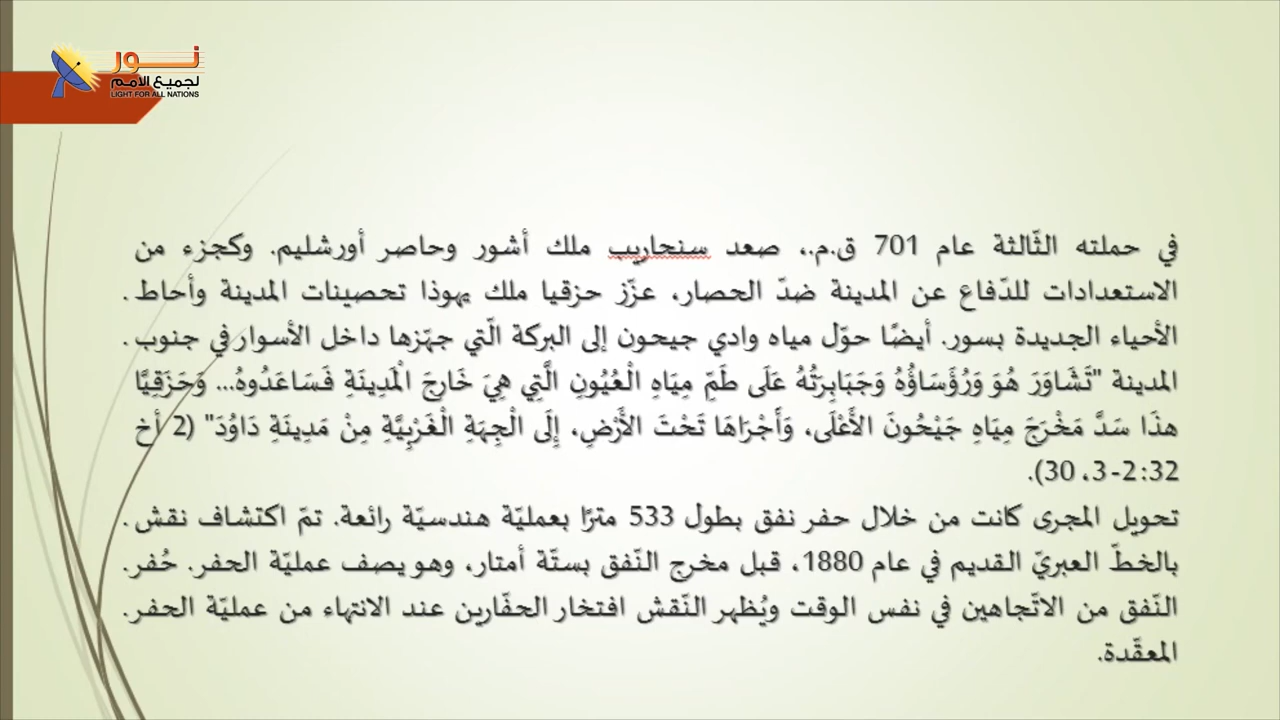 نور
لجميع الأمم
LIGHT FOR ALL NATIONS
في حملته الثّالثة عام 701 ق.م.، صعد سنحاريب ملك أشور وحاصر أورشليم. وكجزء من
الاستعدادات للدّفاع عن المدينة ضدّ الحصار، عزّز حزقيا ملك يهوذا تحصينات المدينة وأحاط .
الأحياء الجديدة بسور. أيضًا حوّل مياه وادي جيحون إلى البركة الّتي جهّزها داخل الأسوار في جنوب .
المدينة "تَشَاوَرَ هُوَ وَرُؤَسَاؤُهُ وَجَبَابِرَتُهُ عَلَى طَمِّ مِيَاهِ الْعُيُونِ الَّتِي هِيَ خَارِجَ الْمَدِينَةِ فَسَاعَدُوهُ... وَحَزَقِيَّا
هذَا سَدَّ مَخْرَجَ مِيَاهِ جَيْحُونَ الأَعْلَى، وَأَجْرَاهَا تَحْتَ الأَرْضِ، إِلَى الْجِهَةِ الْغَرْبِيَّةِ مِنْ مَدِينَةِ دَاوُدَ" (2 أخ
2:32-3، 30).
تحويل المجرى كانت من خلال حفر نفق بطول 533 مترًا بعمليّة هندسيّة رائعة. تمّ اكتشاف نقش .
بالخطّ العبريّ القديم في عام 1880، قبل مخرج النّفق بستّة أمتار، وهو يصف عمليّة الحفر. حُفر.
النّفق من الاتّجاهين في نفس الوقت ويُظهر النّقش افتخار الحفّارين عند الانتهاء من عمليّة الحفر.
المعقّدة.